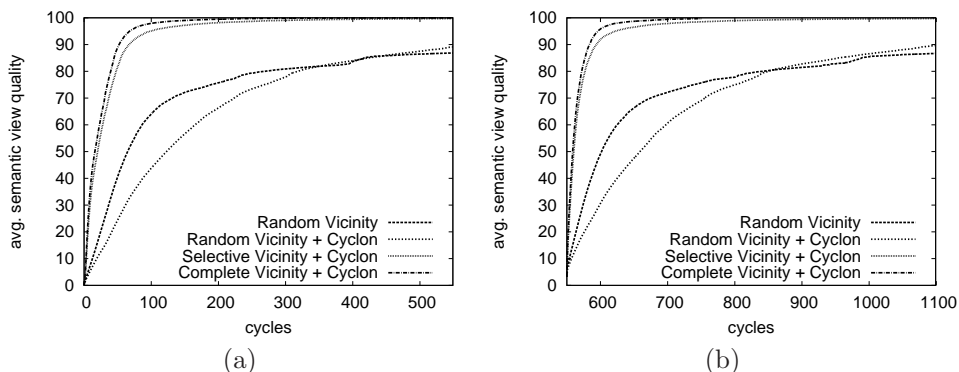 avg. semantic view quality
100
90
80
70
60
50
40
30
20
10
0
Random Vicinity
Random Vicinity + Cyclon
Selective Vicinity + Cyclon
Complete Vicinity + Cyclon
0 100 200 300 400 500
cycles
(a)
avg. semantic view quality
100
90
80
70
60
50
40
30
20
10
0
Random Vicinity
Random Vicinity + Cyclon
Selective Vicinity + Cyclon
Complete Vicinity + Cyclon
600 700 800 900 1000 1100
cycles
(b)